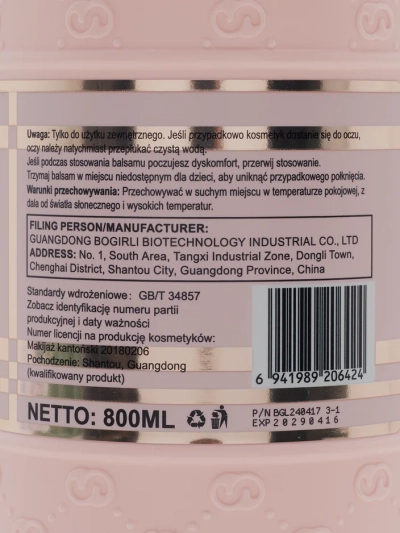 Uwaga: Tylko do użytku zewnętrznego. Jeśli przypadkowo kosmetyk dostanie się do oczu,
oczy należy natychmiast przepłukać czystą wodą.
Jeśli podczas stosowania balsamu poczujesz dyskomfort, przerwij stosowanie.
Trzymaj balsam w miejscu niedostępnym dla dzieci, aby uniknąć przypadkowego połknięcia.
Warunki przechowywania: Przechowywać w suchym miejscu w temperaturze pokojowej, z
dala od światła słonecznego i wysokich temperatur.
FILING PERSON/MANUFACTURER:
GUANGDONG BOGIRLI BIOTECHNOLOGY INDUSTRIAL CO., LTD
ADDRESS: No. 1, South Area, Tangxi Industrial Zone, Dongli Town,
Chenghai District, Shantou City, Guangdong Province, China
Standardy wdrożeniowe: GB/T 34857
Zobacz identyfikację numeru partii
produkcyjnej i daty ważności
Numer licencji na produkcję kosmetyków:
Makijaż kantoński 20180206
Pochodzenie: Shantou, Guangdong
(kwalifikowany produkt)
6 941989 206424
NETTO: 800ML
P/N BGL240417 3-1
EXP 20290416